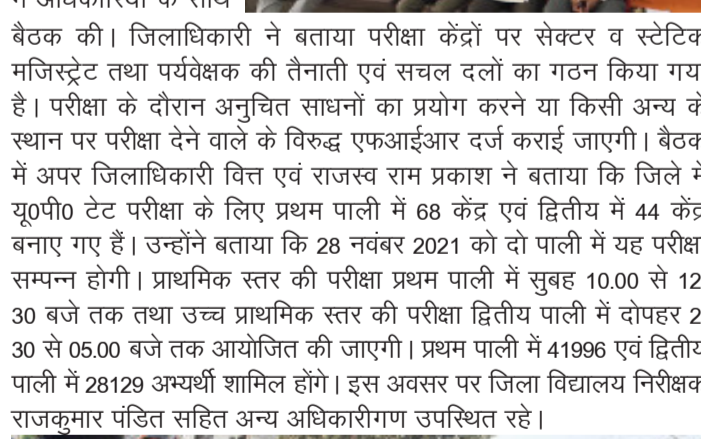 बैठक की। जिलाधिकारी ने बताया परीक्षा केंद्रों पर सेक्टर व स्टेटिक
मजिस्ट्रेट तथा पर्यवेक्षक की तैनाती एवं सचल दलों का गठन किया गय
है। परीक्षा के दौरान अनुचित साधनों का प्रयोग करने या किसी अन्य के
स्थान पर परीक्षा देने वाले के विरुद्ध एफआईआर दर्ज कराई जाएगी। बैठक
में अपर जिलाधिकारी वित्त एवं राजस्व राम प्रकाश ने बताया कि जिले में
यू0पी0 टेट परीक्षा के लिए प्रथम पाली में 68 केंद्र एवं द्वितीय में 44 केंद्र
बनाए गए हैं। उन्होंने बताया कि 28 नवंबर 2021 को दो पाली में यह परीक्ष
सम्पन्न होगी। प्राथमिक स्तर की परीक्षा प्रथम पाली में सुबह 10.00 से 12
30 बजे तक तथा उच्च प्राथमिक स्तर की परीक्षा द्वितीय पाली में दोपहर 2
30 से 05.00 बजे तक आयोजित की जाएगी। प्रथम पाली में 41996 एवं द्वितीय
पाली में 28129 अभ्यर्थी शामिल होंगे। इस अवसर पर जिला विद्यालय निरीक्षक
राजकुमार पंडित सहित अन्य अधिकारीगण उपस्थित रहे।